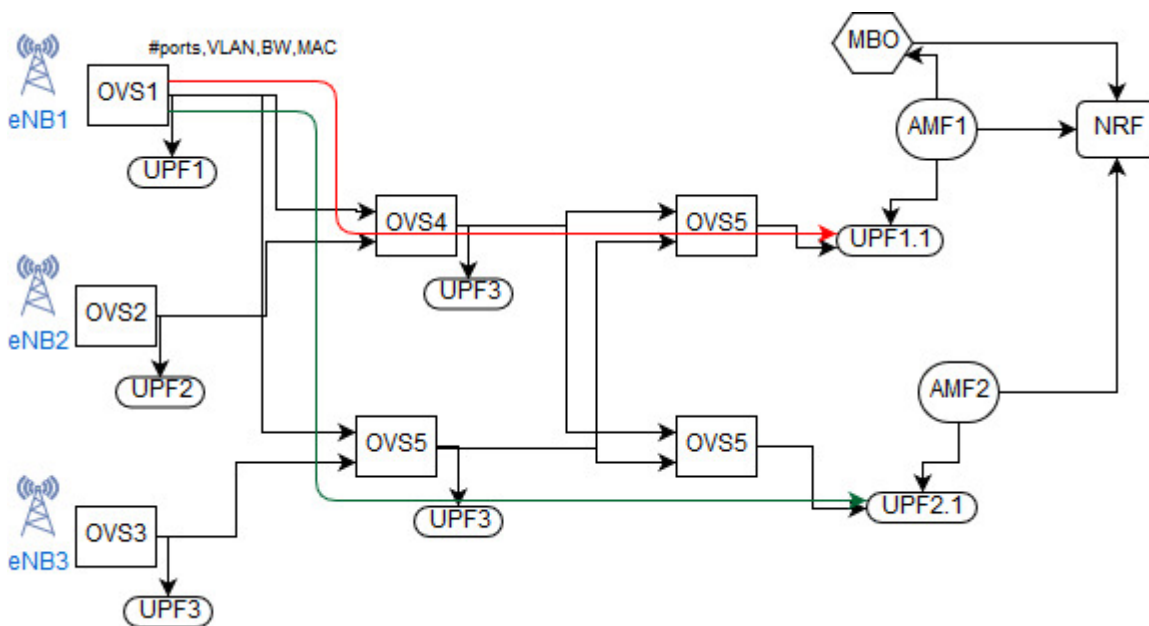 #ports,VLAN,BW,MAC
MBO
OVS1
eNB1
AMF1
NRF
UPF1
OVS4
OVS5
UPF1.1
UPF3
OVS2
eNB2
UPF2
AMF2
OVS5
OVS5
UPF2.1
UPF3
OVS3
eNB3
UPF3